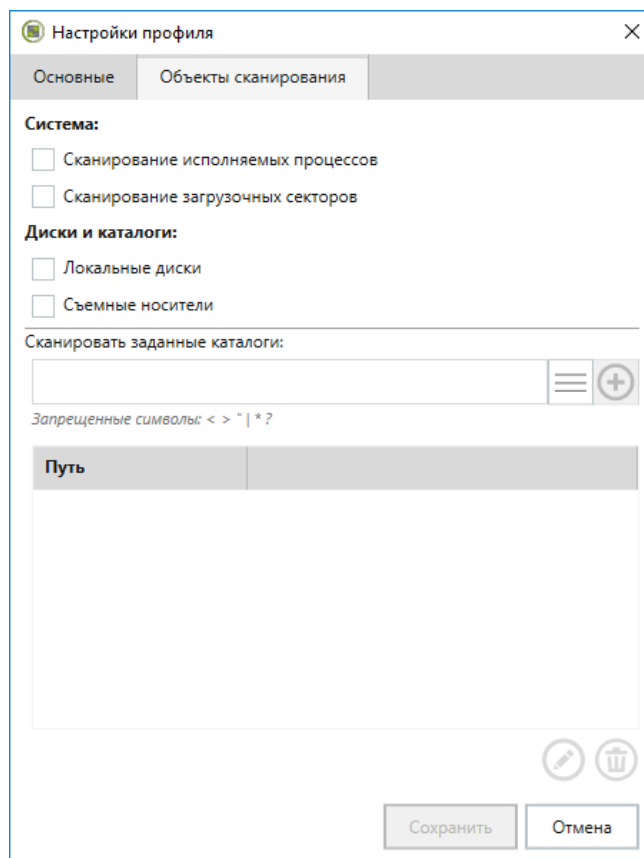 Настройки профиля
Основные
Объекты сканирования
Система:
Сканирование исполняемых процессов
Сканирование загрузочных секторов
Диски и каталоги:
Локальные диски
Съемные носители
Сканировать заданные каталоги:
Запрещенные символы: < > " | * ?
Путь
Сохранить
Отмена